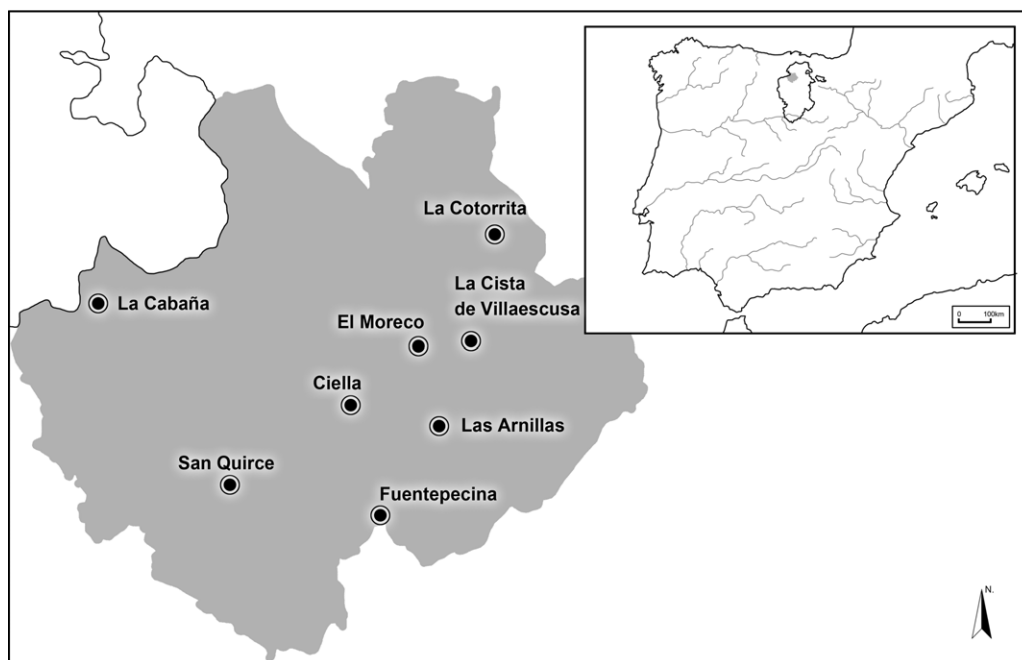 La Cotorrita
La Cista
de Villaescusa
La Cabaña
El Moreco
Ciella
Las Arnillas
San Quirce
Fuentepecina
0 100km
N.